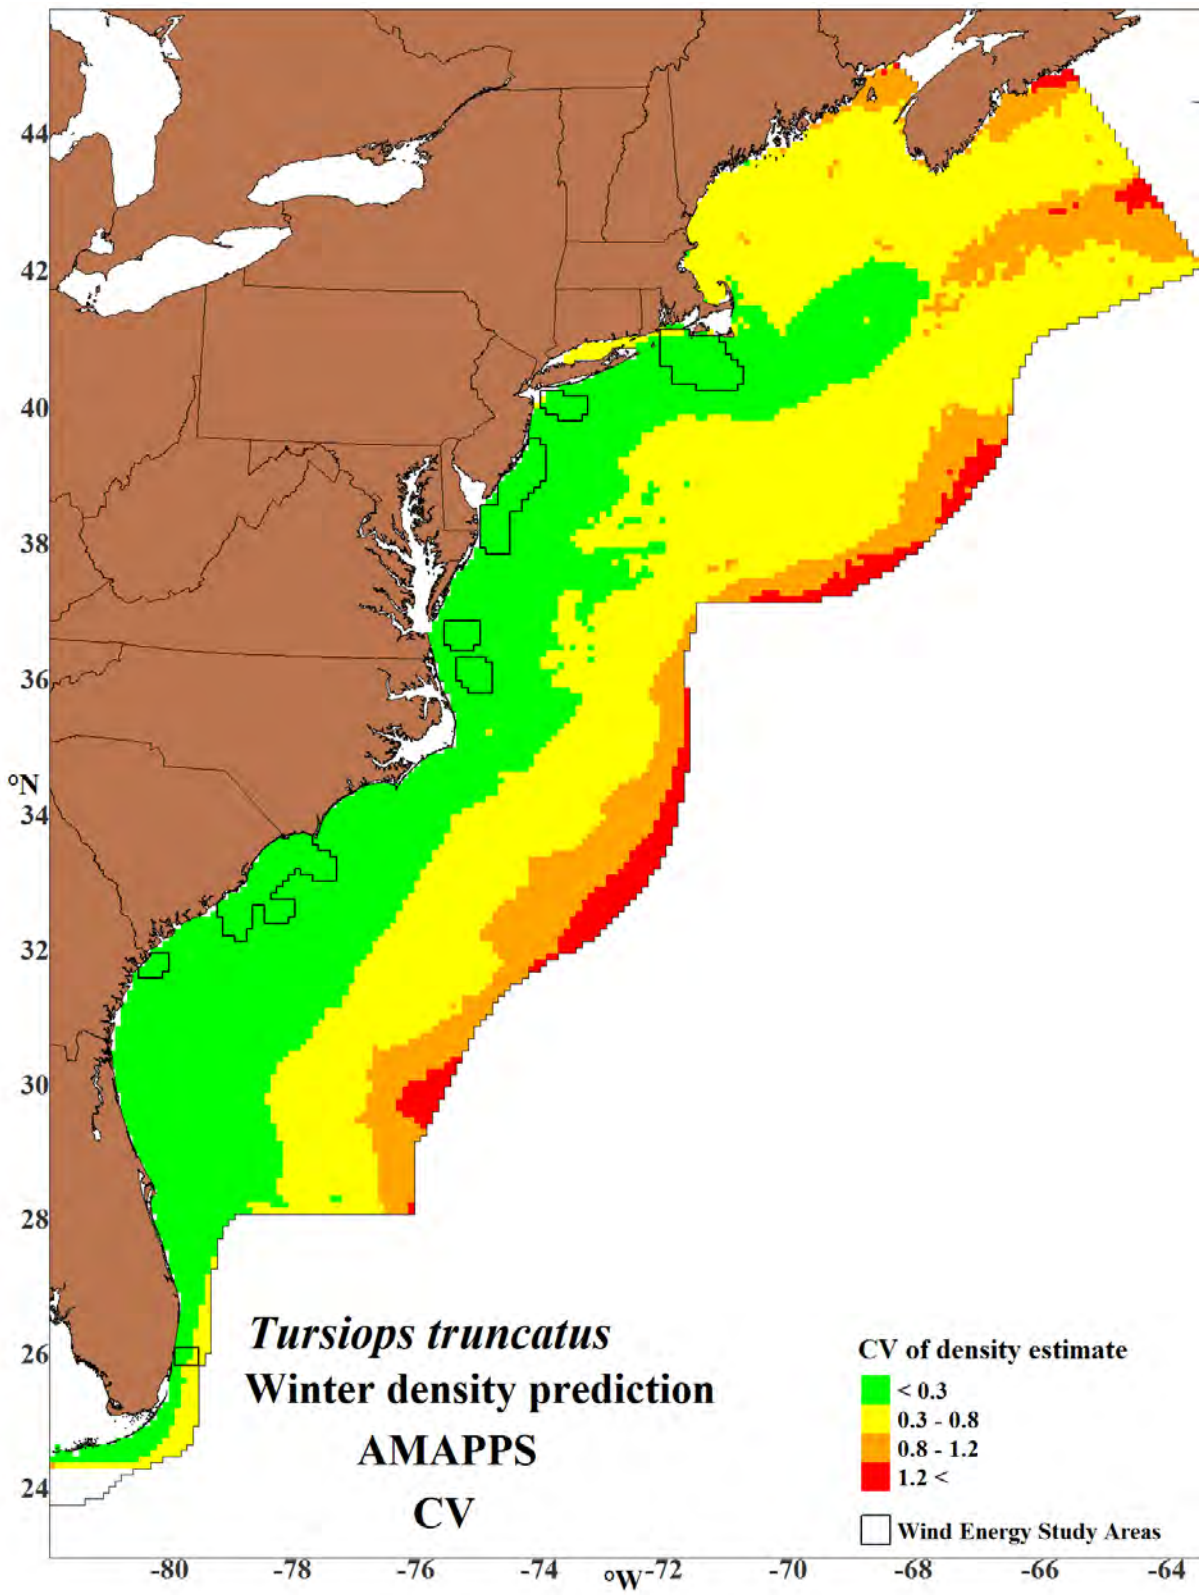 44
42
40
38
36
°N
34
32
30
28
26
24
Tursiops truncatus
Winter density prediction
AMAPPS
CV
CV of density estimate
< 0.3
0.3 - 0.8
0.8 - 1.2
1.2 <
Wind Energy Study Areas
-80 -78 -76 -74 °W -72 -70 -68 -66 -64